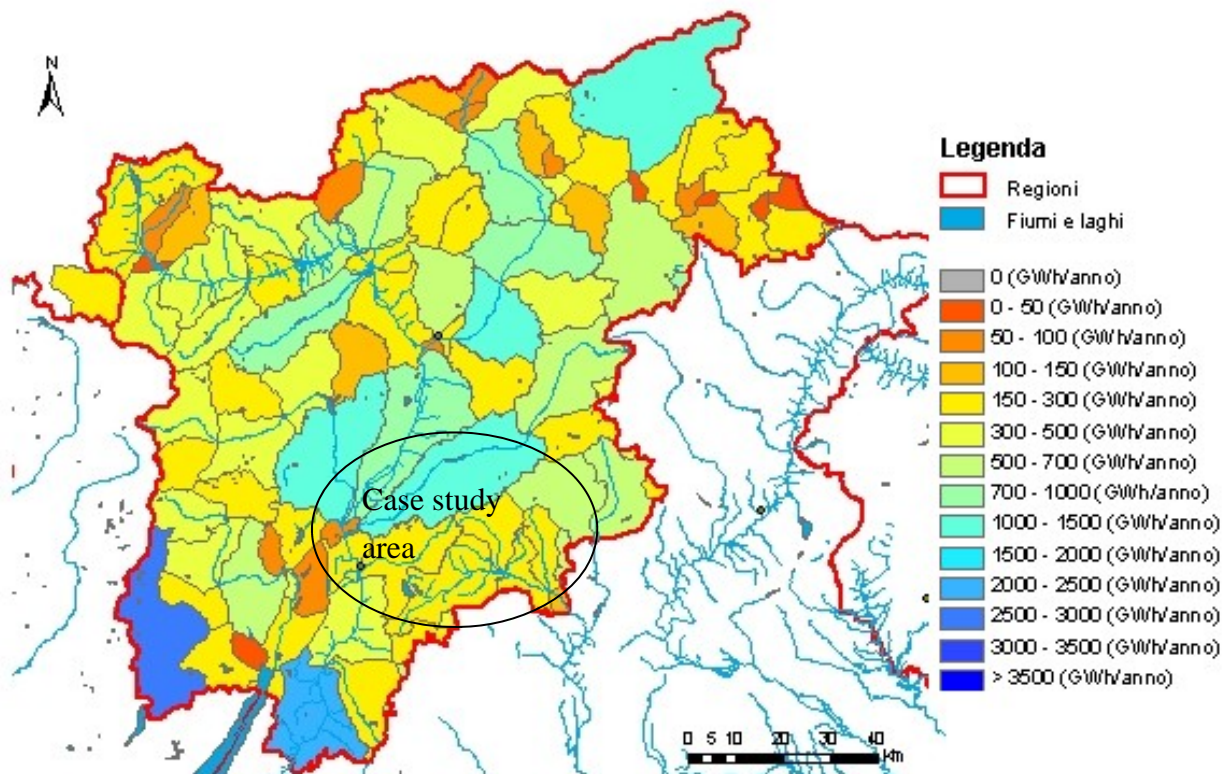 N
Case study
area
0 5 10 20 30 40
km
Legenda
Regioni
Fiumi e laghi
0 (GWh/anno)
0 - 50 (GWh/anno)
50 - 100 (GWh/anno)
100 - 150 (GWh/anno)
150 - 300 (GWh/anno)
300 - 500 (GWh/anno)
500 - 700 (GWh/anno)
700 - 1000 (GWh/anno)
1000 - 1500 (GWh/anno)
1500 - 2000 (GWh/anno)
2000 - 2500 (GWh/anno)
2500 - 3000 (GWh/anno)
3000 - 3500 (GWh/anno)
> 3500 (GWh/anno)